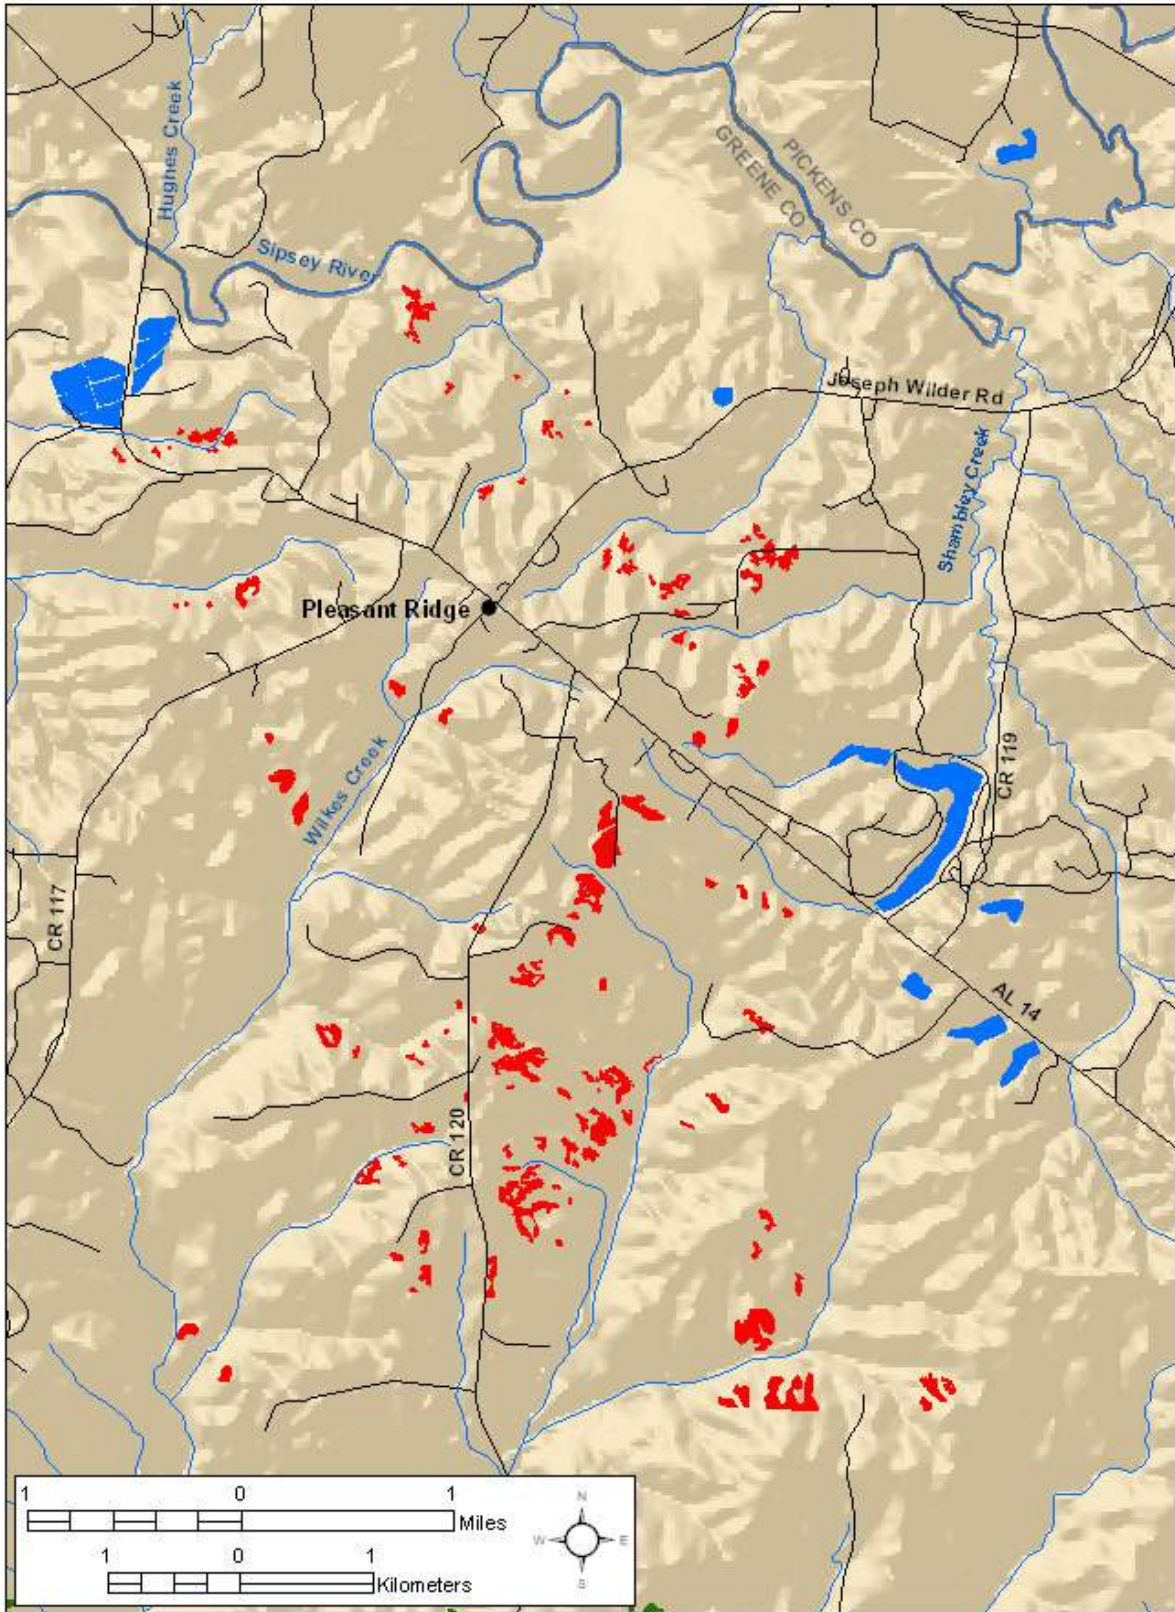 Hughes Creek
PICKENS CO
GREENE CO
Sipsey River
Joseph Wilder Rd
Shambley Creek
Pleasant Ridge
CR 119
Wilkes Creek
CR 117
AL 14
CR 120
1 0 1
Miles
1 0 1
Kilometers
N
W E
S